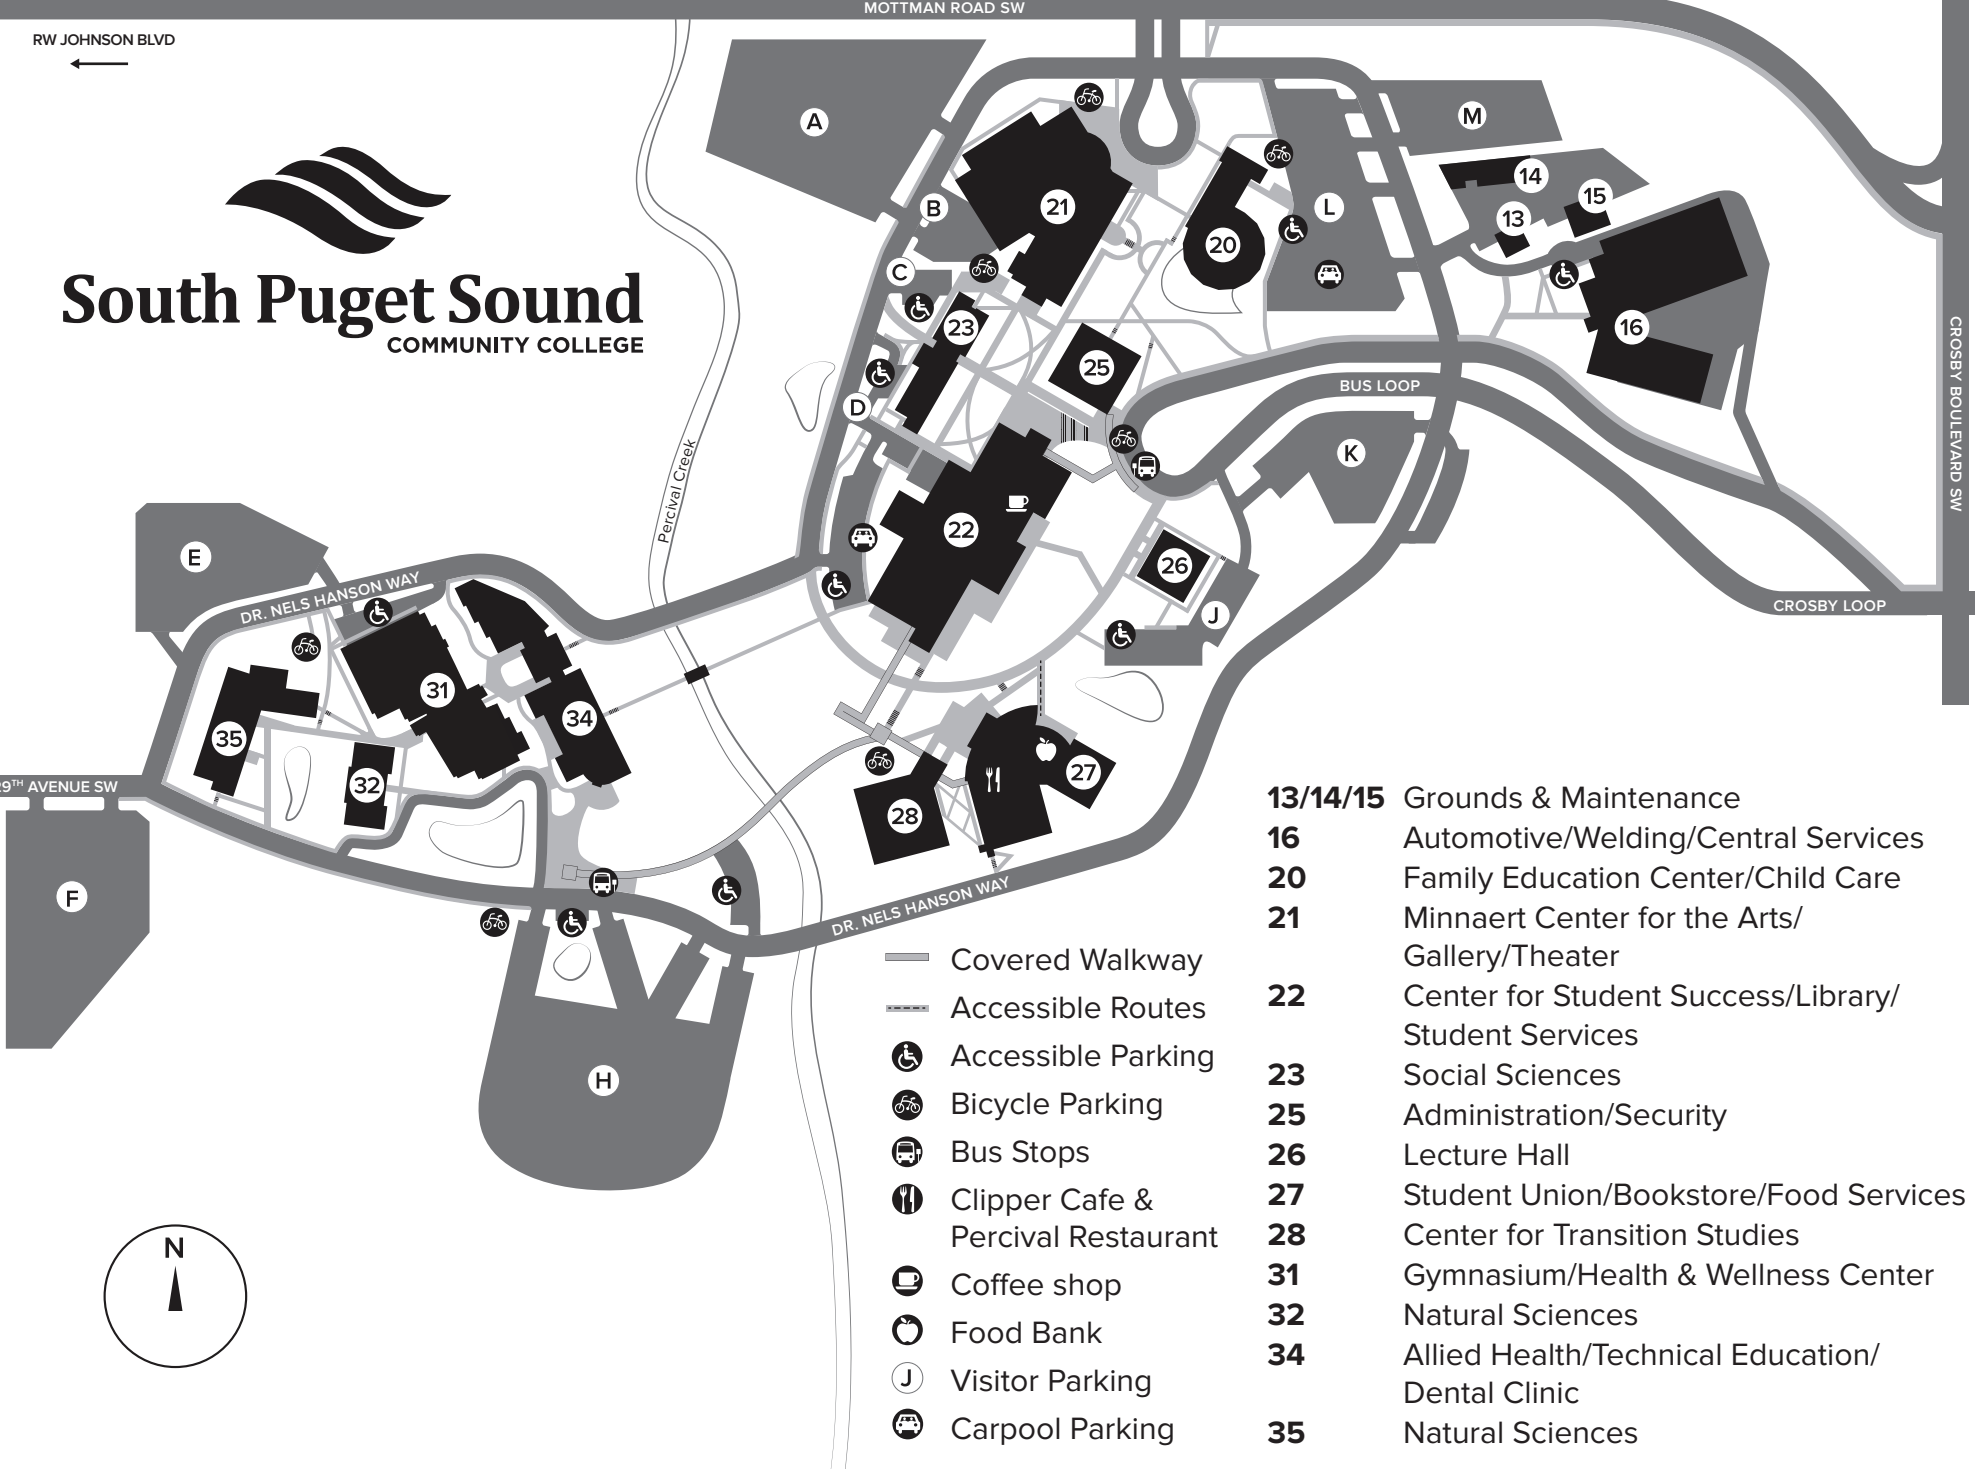 MOTTMAN ROAD SW
RW JOHNSON BLVD
A
M
14
15
B
21
L
13
20
C
South Puget Sound
COMMUNITY COLLEGE
23
16
25
BUS LOOP
D
K
CROSBY BOULEVARD SW
Percival Creek
22
E
26
DR. NELS HANSON WAY
CROSBY LOOP
J
31
34
35
27
32
29TH AVENUE SW
28
F
DR. NELS HANSON WAY
H
N
Covered Walkway
Accessible Routes
Accessible Parking
Bicycle Parking
Bus Stops
Clipper Cafe &
Percival Restaurant
Coffee shop
Food Bank
J Visitor Parking
Carpool Parking
13/14/15 Grounds & Maintenance
16 Automotive/Welding/Central Services
20 Family Education Center/Child Care
21 Minnaert Center for the Arts/
Gallery/Theater
22 Center for Student Success/Library/
Student Services
23 Social Sciences
25 Administration/Security
26 Lecture Hall
27 Student Union/Bookstore/Food Services
28 Center for Transition Studies
31 Gymnasium/Health & Wellness Center
32 Natural Sciences
34 Allied Health/Technical Education/
Dental Clinic
35 Natural Sciences